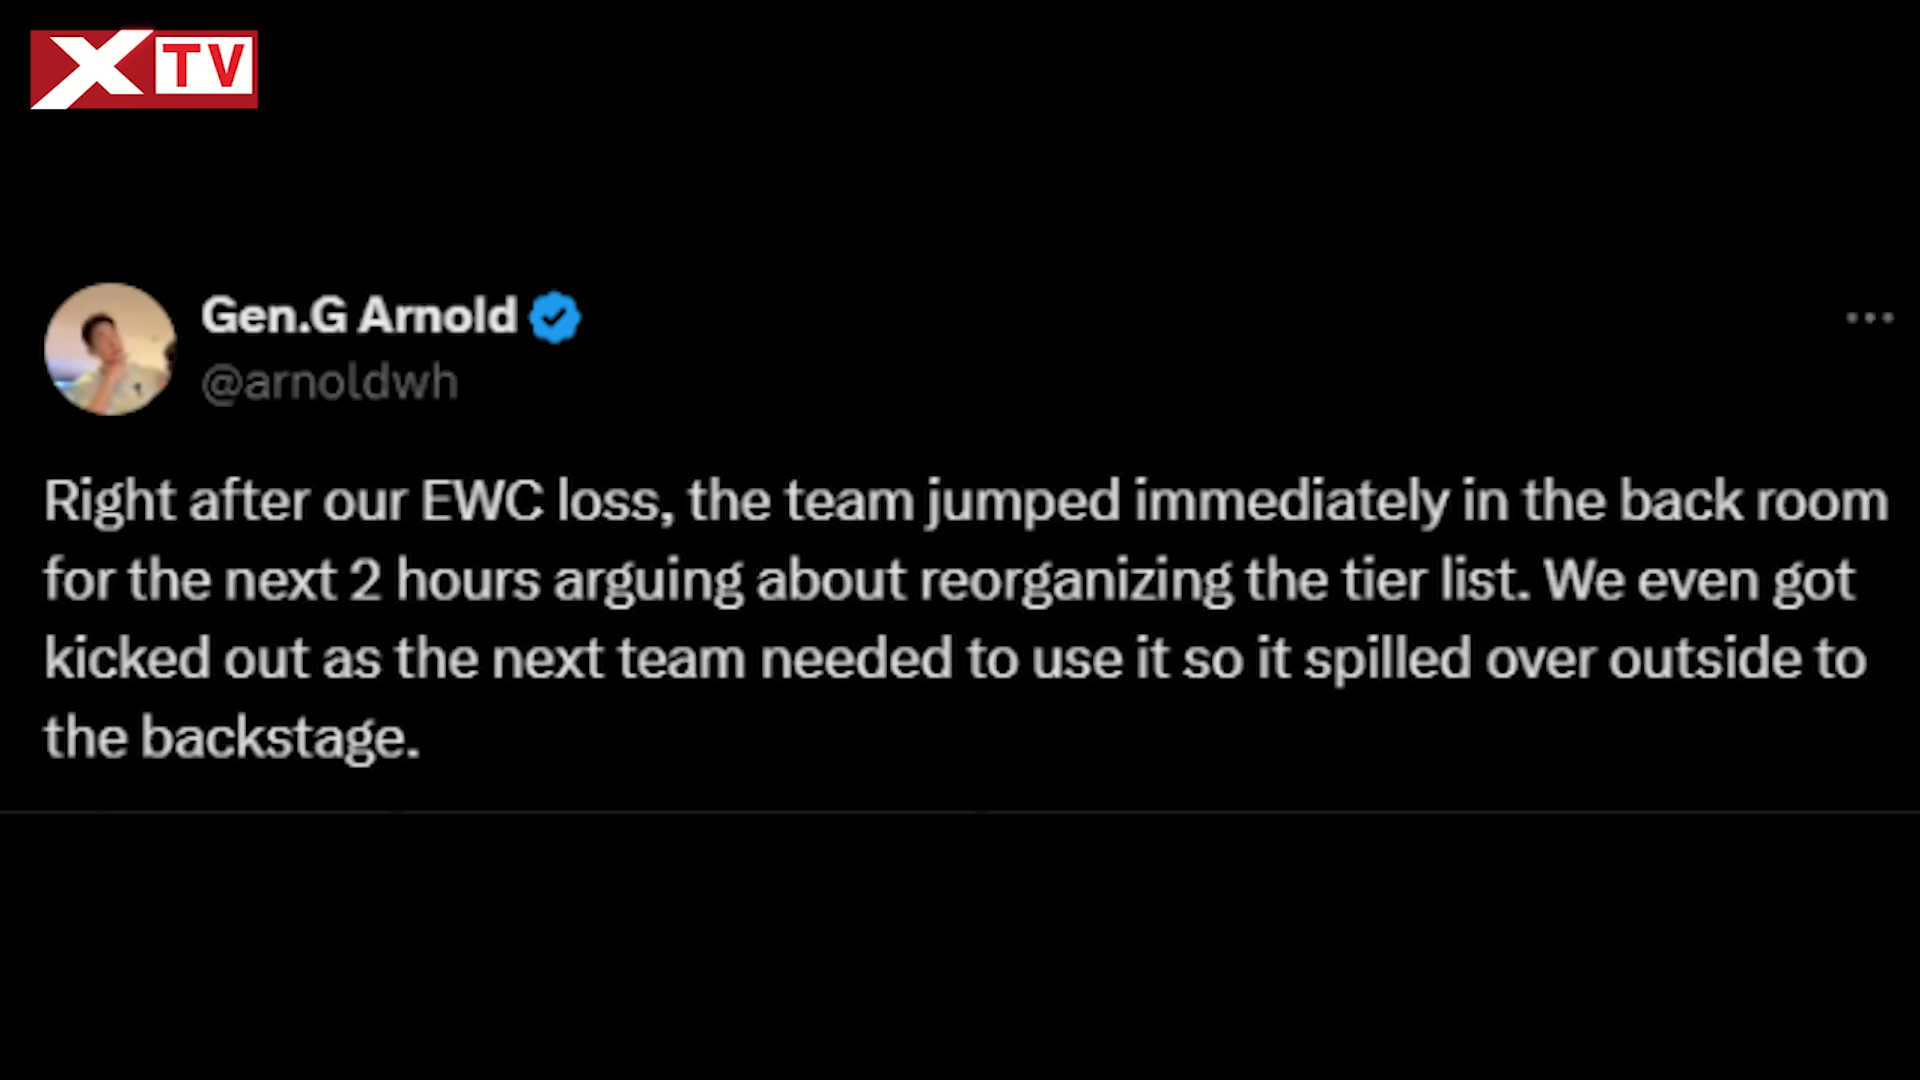 XTV
Gen.G Arnold
@arnoldwh
Right after our EWC loss, the team jumped immediately in the back room
for the next 2 hours arguing about reorganizing the tier list. We even got
kicked out as the next team needed to use it so it spilled over outside to
the backstage.